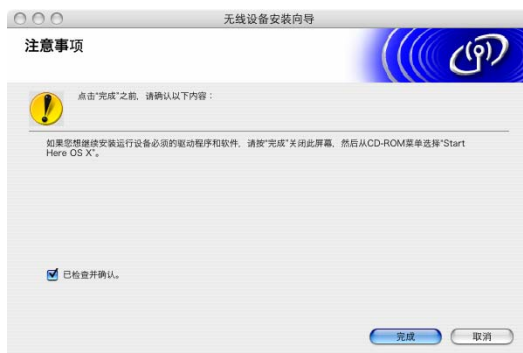 无线设备安装向导
注意事项
点击“完成”之前，请确认以下内容：
如果您想继续安装运行设备必须的驱动程序和软件，请按“完成”关闭此屏幕，然后从CD-ROM菜单选择“Start
Here OS X”。
已检查并确认。
完成
取消